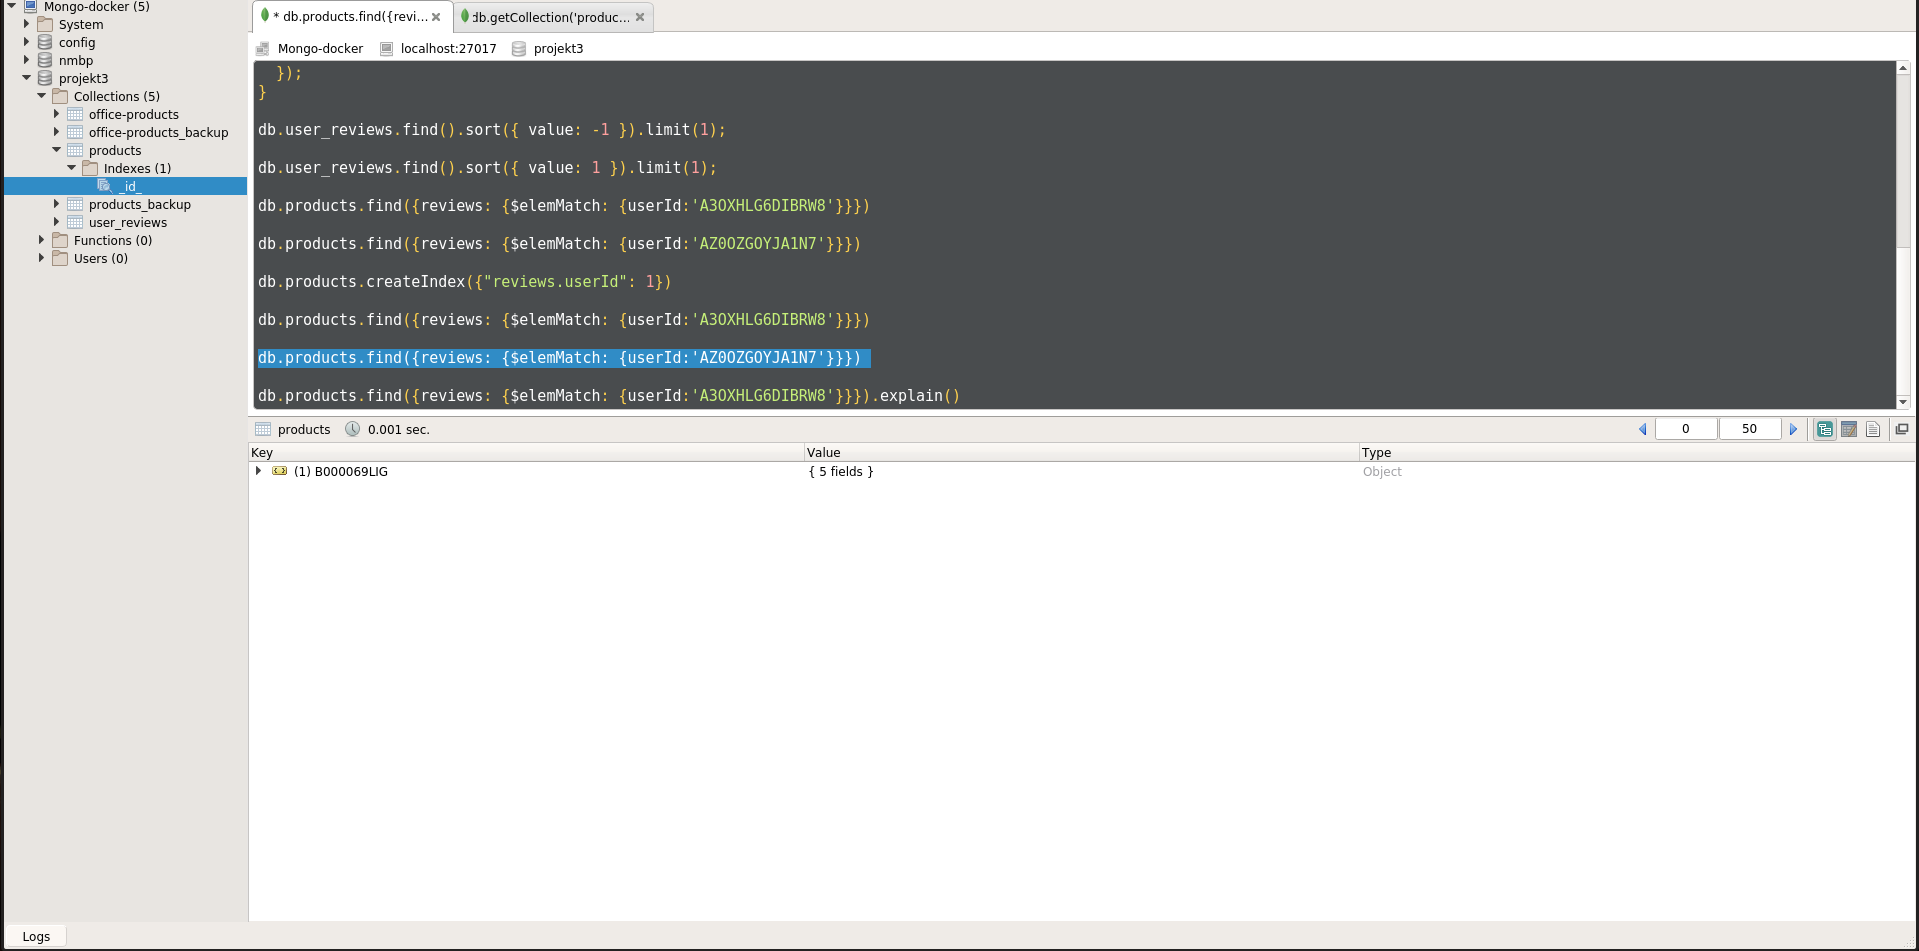 Mongo-docker (5)
System
config
nmbp
projekt3
Collections (5)
office-products
office-products_backup
products
Indexes (1)
_id_
products_backup
user_reviews
Functions (0)
Users (0)
* db.products.find({revi...
db.getCollection('produc...
Mongo-docker localhost:27017 projekt3
});
}
db.user_reviews.find().sort({ value: -1 }).limit(1);
db.user_reviews.find().sort({ value: 1 }).limit(1);
db.products.find({reviews: {$elemMatch: {userId:'A3OXHLG6DIBRW8'}}})
db.products.find({reviews: {$elemMatch: {userId:'AZ0OZGOYJA1N7'}}})
db.products.createIndex({"reviews.userId": 1})
db.products.find({reviews: {$elemMatch: {userId:'A3OXHLG6DIBRW8'}}})
db.products.find({reviews: {$elemMatch: {userId:'AZ0OZGOYJA1N7'}}})
db.products.find({reviews: {$elemMatch: {userId:'A3OXHLG6DIBRW8'}}}).explain()
products 0.001 sec. 0 50
Key Value Type
(1) B000069LIG { 5 fields } Object
Logs